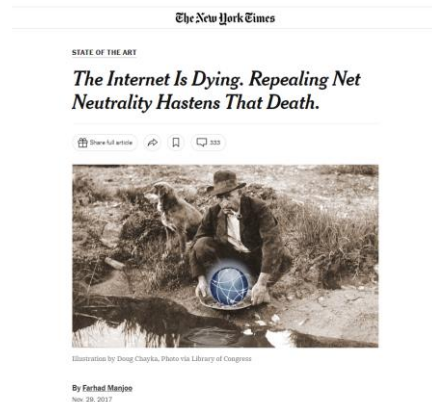 The New York Times
STATE OF THE ART
The Internet Is Dying. Repealing Net
Neutrality Hastens That Death.
Share full article
333
Illustration by Doug Chayka, Photo via Library of Congress
By Farhad Manjoo
Nov. 29, 2017